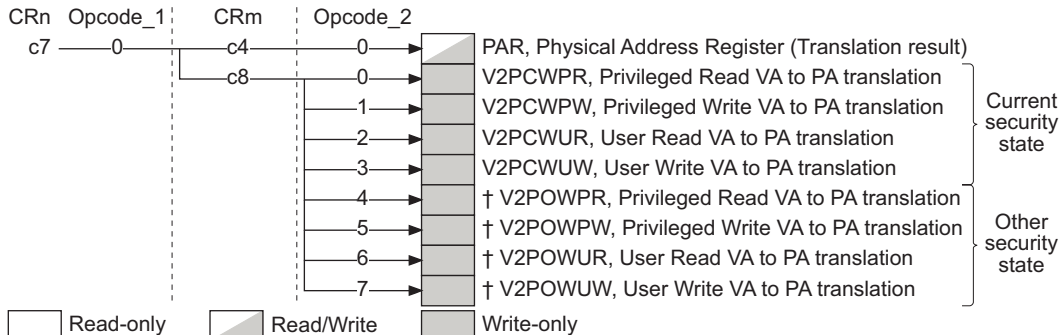 CRn Opcode_1 CRm Opcode_2
c7 0 c4 0 PAR, Physical Address Register (Translation result)
c8 0 V2PCWPR, Privileged Read VA to PA translation
1 V2PCWPW, Privileged Write VA to PA translation
2 V2PCWUR, User Read VA to PA translation
3 V2PCWUW, User Write VA to PA translation
Current
security
state
4 † V2POWPR, Privileged Read VA to PA translation
5 † V2POWPW, Privileged Write VA to PA translation
6 † V2POWUR, User Read VA to PA translation
7 † V2POWUW, User Write VA to PA translation
Other
security
state
Read-only Read/Write Write-only